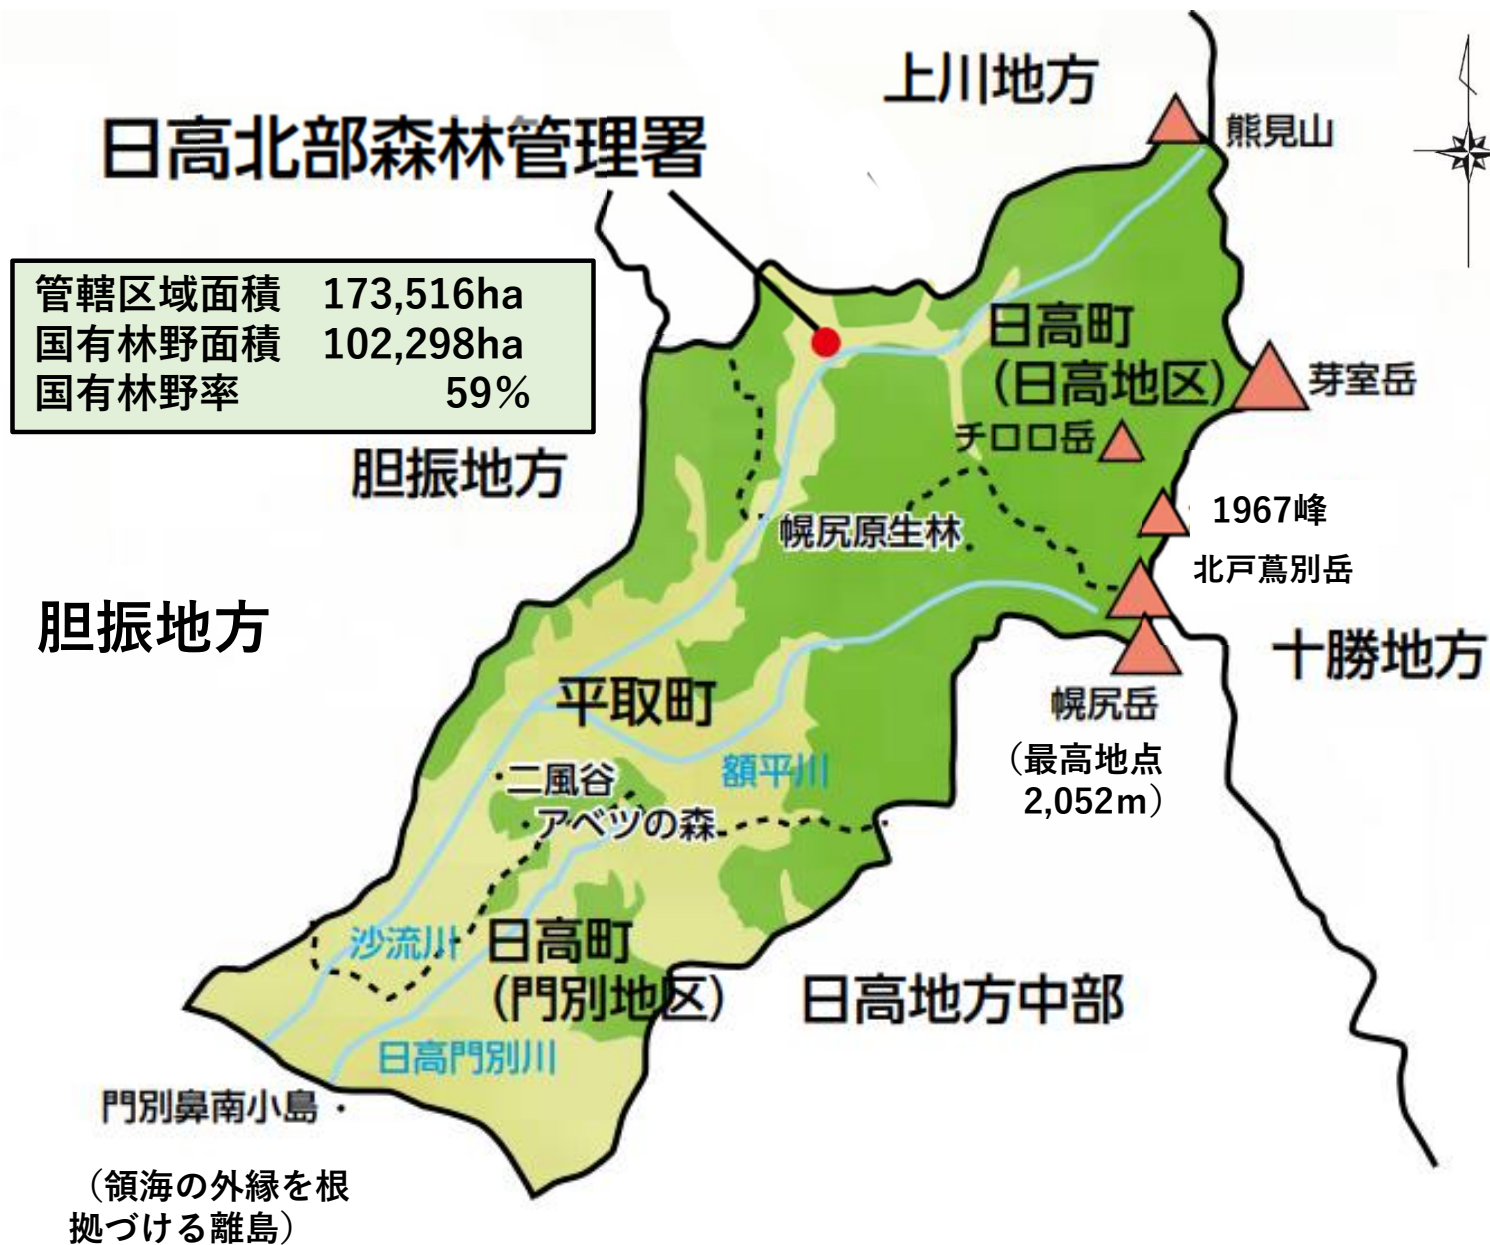 上川地方
熊見山
日高北部森林管理署
管轄区域面積 173,516ha
国有林野面積 102,298ha
国有林野率 59%
日高町
（日高地区）
芽室岳
チロロ岳
胆振地方
1967峰
幌尻原生林
北戸蔦別岳
胆振地方
十勝地方
平取町
幌尻岳
（最高地点
2,052m）
額平川
・二風谷
・アベツの森
沙流川
日高町
（門別地区）
日高地方中部
日高門別川
門別鼻南小島・
（領海の外縁を根
拠づける離島）